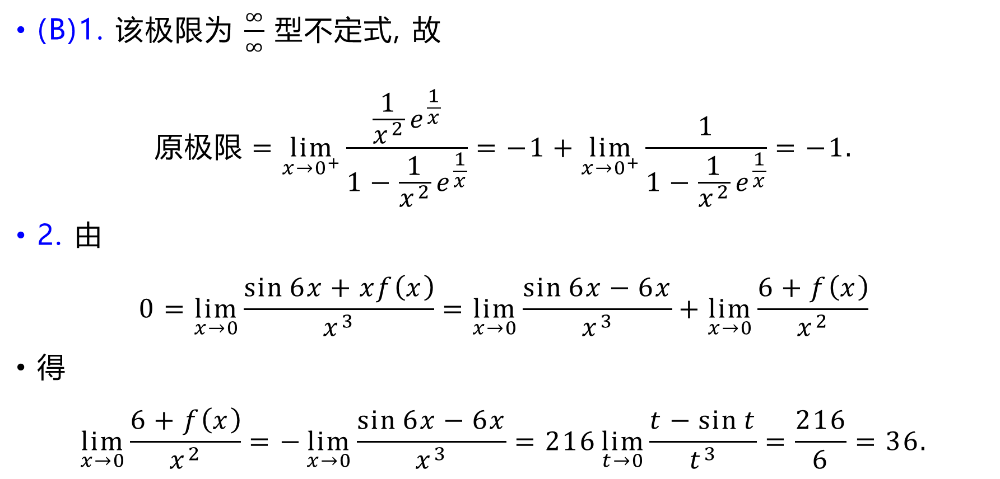 • (B)1. 该极限为 $\frac{\infty}{\infty}$ 型不定式, 故
原极限 $= \lim_{x \to 0^+} \frac{\frac{1}{x^2} e^{\frac{1}{x}}}{1 - \frac{1}{x^2} e^{\frac{1}{x}}} = -1 + \lim_{x \to 0^+} \frac{1}{1 - \frac{1}{x^2} e^{\frac{1}{x}}} = -1.$
• 2. 由
$0 = \lim_{x \to 0} \frac{\sin 6x + xf(x)}{x^3} = \lim_{x \to 0} \frac{\sin 6x - 6x}{x^3} + \lim_{x \to 0} \frac{6 + f(x)}{x^2}$
• 得
$\lim_{x \to 0} \frac{6 + f(x)}{x^2} = -\lim_{x \to 0} \frac{\sin 6x - 6x}{x^3} = 216 \lim_{t \to 0} \frac{t - \sin t}{t^3} = \frac{216}{6} = 36.$